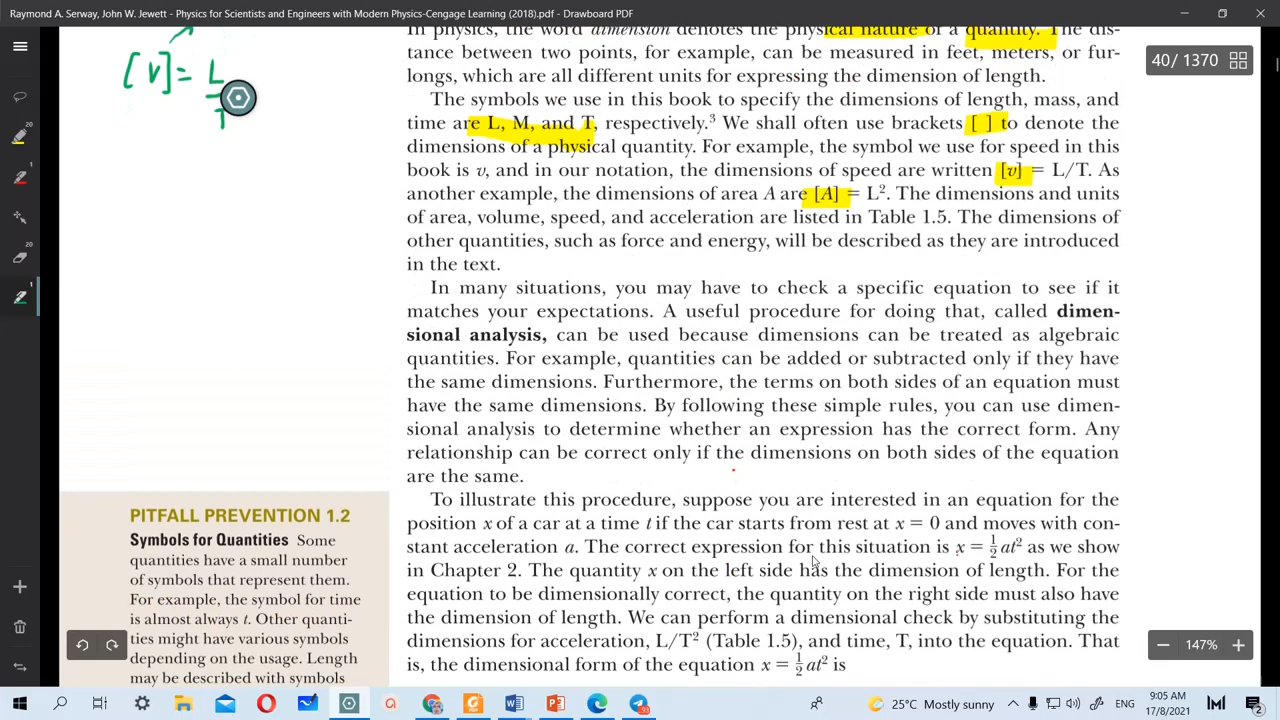 Raymond A. Serway, John W. Jewett - Physics for Scientists and Engineers with Modern Physics-Cengage Learning (2018).pdf - Drawboard PDF
[v] = L
T
In physics, the word dimension denotes the physical nature of a quantity. The dis-
tance between two points, for example, can be measured in feet, meters, or fur-
longs, which are all different units for expressing the dimension of length.
The symbols we use in this book to specify the dimensions of length, mass, and
time are L, M, and T, respectively.³ We shall often use brackets [ ] to denote the
dimensions of a physical quantity. For example, the symbol we use for speed in this
book is v, and in our notation, the dimensions of speed are written [v] = L/T. As
another example, the dimensions of area A are [A] = L². The dimensions and units
of area, volume, speed, and acceleration are listed in Table 1.5. The dimensions of
other quantities, such as force and energy, will be described as they are introduced
in the text.
In many situations, you may have to check a specific equation to see if it
matches your expectations. A useful procedure for doing that, called dimen-
sional analysis, can be used because dimensions can be treated as algebraic
quantities. For example, quantities can be added or subtracted only if they have
the same dimensions. Furthermore, the terms on both sides of an equation must
have the same dimensions. By following these simple rules, you can use dimen-
sional analysis to determine whether an expression has the correct form. Any
relationship can be correct only if the dimensions on both sides of the equation
are the same.
To illustrate this procedure, suppose you are interested in an equation for the
position x of a car at a time t if the car starts from rest at x = 0 and moves with con-
stant acceleration a. The correct expression for this situation is x = ½ at² as we show
in Chapter 2. The quantity x on the left side has the dimension of length. For the
equation to be dimensionally correct, the quantity on the right side must also have
the dimension of length. We can perform a dimensional check by substituting the
dimensions for acceleration, L/T² (Table 1.5), and time, T, into the equation. That
is, the dimensional form of the equation x = ½ at² is
PITFALL PREVENTION 1.2
Symbols for Quantities Some
quantities have a small number
of symbols that represent them.
For example, the symbol for time
is almost always t. Other quanti-
ties might have various symbols
depending on the usage. Length
may be described with symbols
40 / 1370
147%
20
1
20
1
25°C Mostly sunny
ENG
9:05 AM
17/8/2021
2